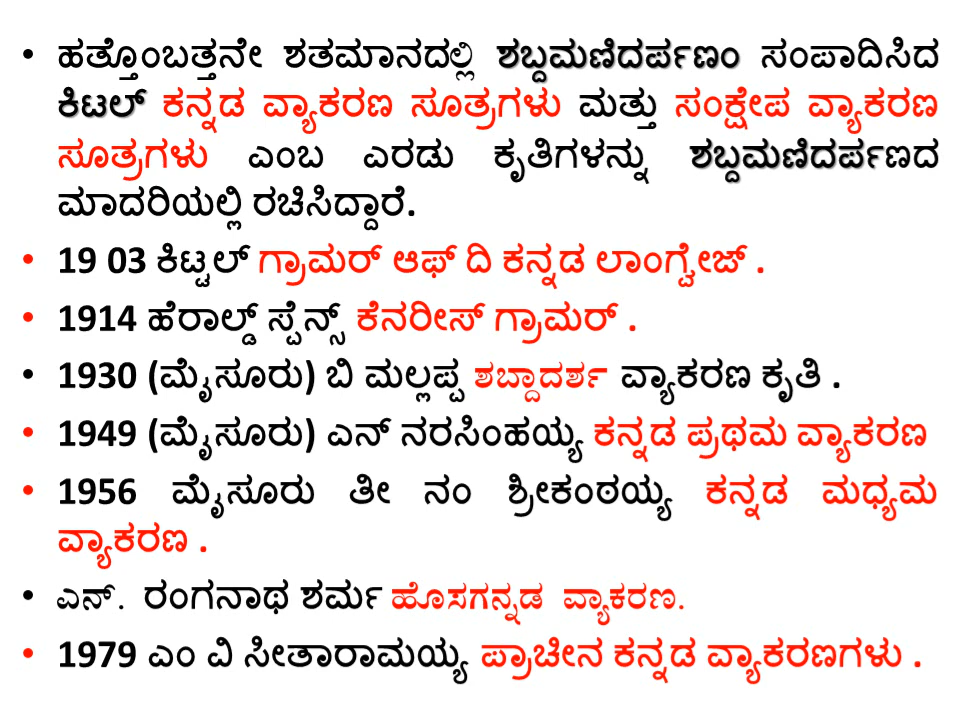 • ಹತ್ತೊಂಬತ್ತನೇ ಶತಮಾನದಲ್ಲಿ ಶಬ್ದಮಣಿದರ್ಪಣಂ ಸಂಪಾದಿಸಿದ
ಕಿಟಲ್ ಕನ್ನಡ ವ್ಯಾಕರಣ ಸೂತ್ರಗಳು ಮತ್ತು ಸಂಕ್ಷೇಪ ವ್ಯಾಕರಣ
ಸೂತ್ರಗಳು ಎಂಬ ಎರಡು ಕೃತಿಗಳನ್ನು ಶಬ್ದಮಣಿದರ್ಪಣದ
ಮಾದರಿಯಲ್ಲಿ ರಚಿಸಿದ್ದಾರೆ.
• 19 03 ಕಿಟ್ಟಲ್ ಗ್ರಾಮರ್ ಆಫ್ ದಿ ಕನ್ನಡ ಲಾಂಗ್ವೇಜ್ .
• 1914 ಹೆರಾಲ್ಡ್ ಸ್ಪೆನ್ಸ್ ಕೆನರೀಸ್ ಗ್ರಾಮರ್ .
• 1930 (ಮೈಸೂರು) ಬಿ ಮಲ್ಲಪ್ಪ ಶಬ್ದಾದರ್ಶ ವ್ಯಾಕರಣ ಕೃತಿ .
• 1949 (ಮೈಸೂರು) ಎನ್ ನರಸಿಂಹಯ್ಯ ಕನ್ನಡ ಪ್ರಥಮ ವ್ಯಾಕರಣ
• 1956 ಮೈಸೂರು ತೀ ನಂ ಶ್ರೀಕಂಠಯ್ಯ ಕನ್ನಡ ಮಧ್ಯಮ
ವ್ಯಾಕರಣ .
• ಎನ್. ರಂಗನಾಥ ಶರ್ಮ ಹೊಸಗನ್ನಡ ವ್ಯಾಕರಣ.
• 1979 ಎಂ ವಿ ಸೀತಾರಾಮಯ್ಯ ಪ್ರಾಚೀನ ಕನ್ನಡ ವ್ಯಾಕರಣಗಳು .